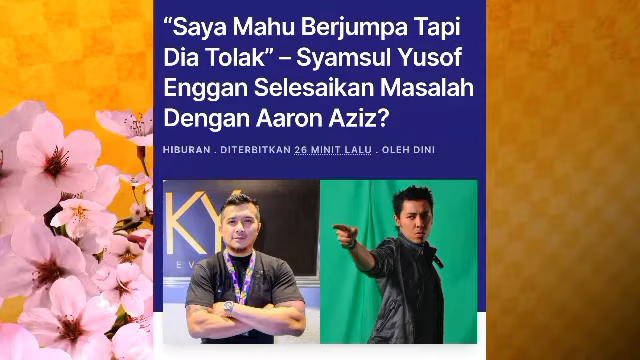 “Saya Mahu Berjumpa Tapi
Dia Tolak” – Syamsul Yusof
Enggan Selesaikan Masalah
Dengan Aaron Aziz?
HIBURAN . DITERBITKAN 26 MINIT LALU . OLEH DINI
KY
E V